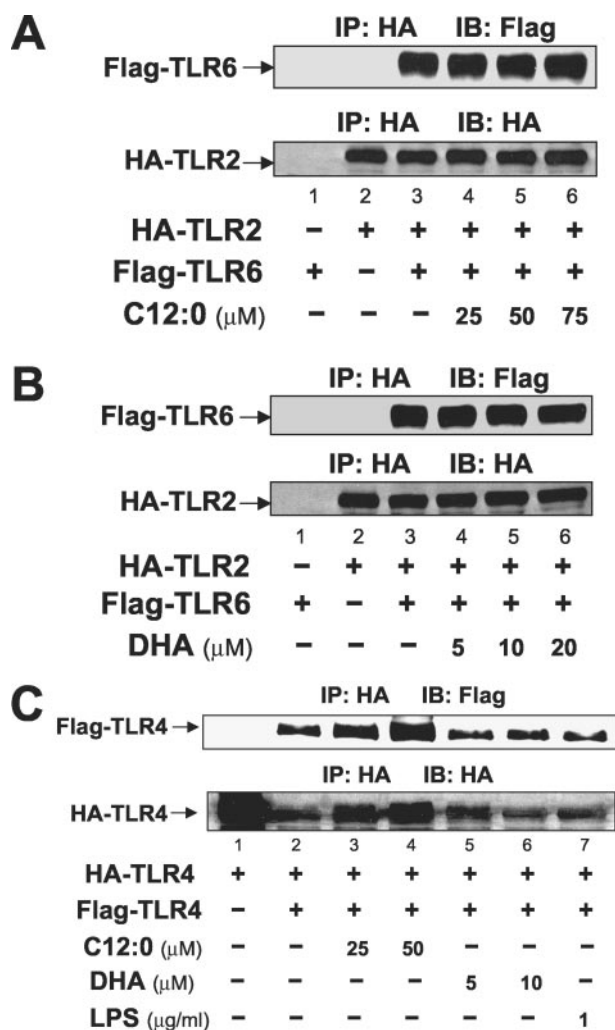 A
IP: HA IB: Flag
Flag-TLR6
IP: HA IB: HA
HA-TLR2
1 2 3 4 5 6
HA-TLR2 – + + + + +
Flag-TLR6 + – + + + +
C12:0 (μM) – – – 25 50 75
B
IP: HA IB: Flag
Flag-TLR6
IP: HA IB: HA
HA-TLR2
1 2 3 4 5 6
HA-TLR2 – + + + + +
Flag-TLR6 + – + + + +
DHA (μM) – – – 5 10 20
C
IP: HA IB: Flag
Flag-TLR4
IP: HA IB: HA
HA-TLR4
1 2 3 4 5 6 7
HA-TLR4 + + + + + + +
Flag-TLR4 – + + + + + +
C12:0 (μM) – – 25 50 – – –
DHA (μM) – – – – 5 10 –
LPS (μg/ml) – – – – – – 1